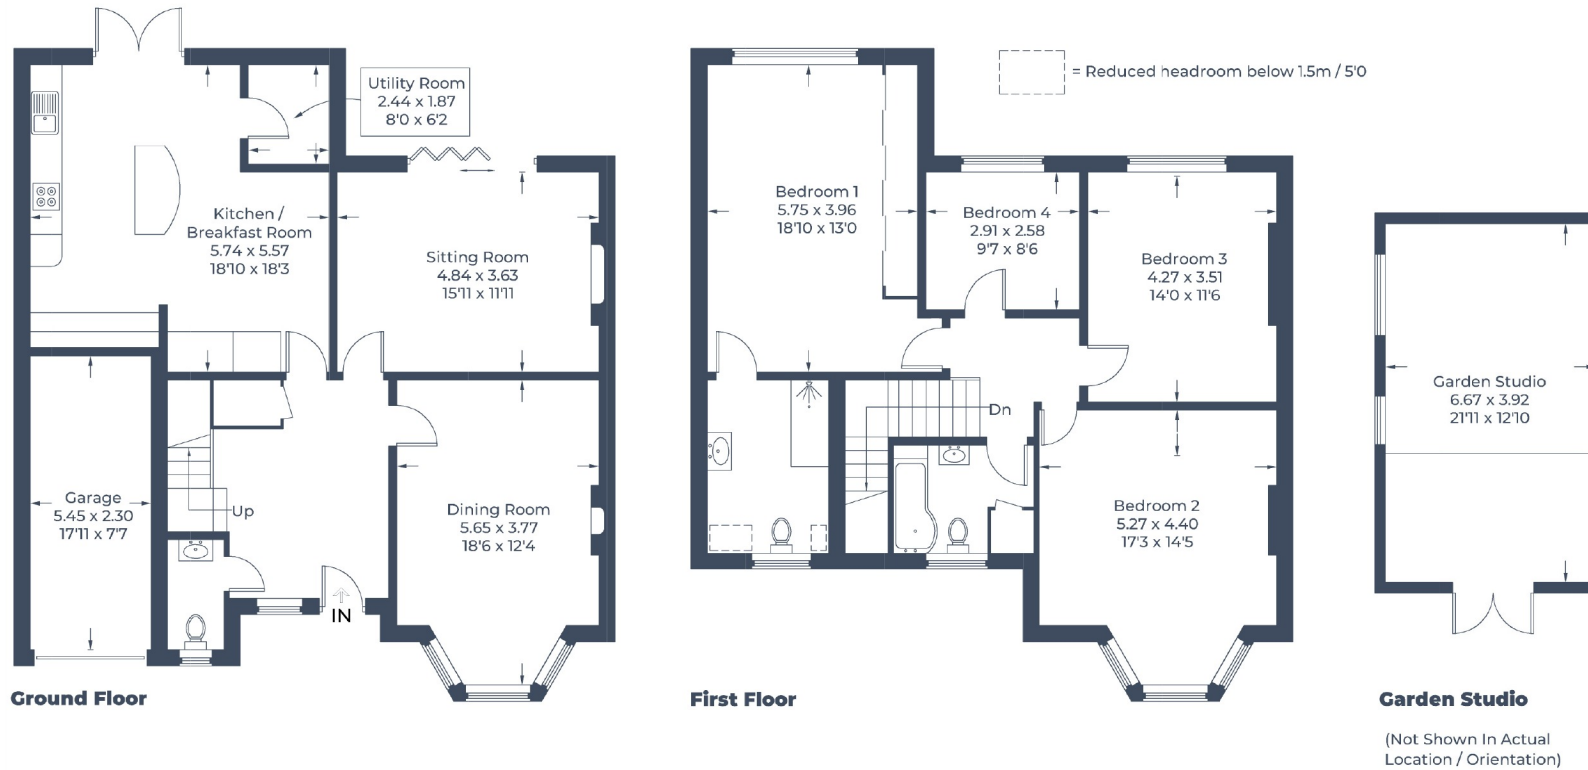 Utility Room
2.44 x 1.87
8'0 x 6'2
Kitchen /
Breakfast Room
5.74 x 5.57
18'10 x 18'3
Sitting Room
4.84 x 3.63
15'11 x 11'11
Garage
5.45 x 2.30
17'11 x 7'7
Up
Dining Room
5.65 x 3.77
18'6 x 12'4
IN
Ground Floor
= Reduced headroom below 1.5m / 5'0
Bedroom 1
5.75 x 3.96
18'10 x 13'0
Bedroom 4
2.91 x 2.58
9'7 x 8'6
Bedroom 3
4.27 x 3.51
14'0 x 11'6
Dn
Bedroom 2
5.27 x 4.40
17'3 x 14'5
First Floor
Garden Studio
6.67 x 3.92
21'11 x 12'10
Garden Studio
(Not Shown In Actual
Location / Orientation)